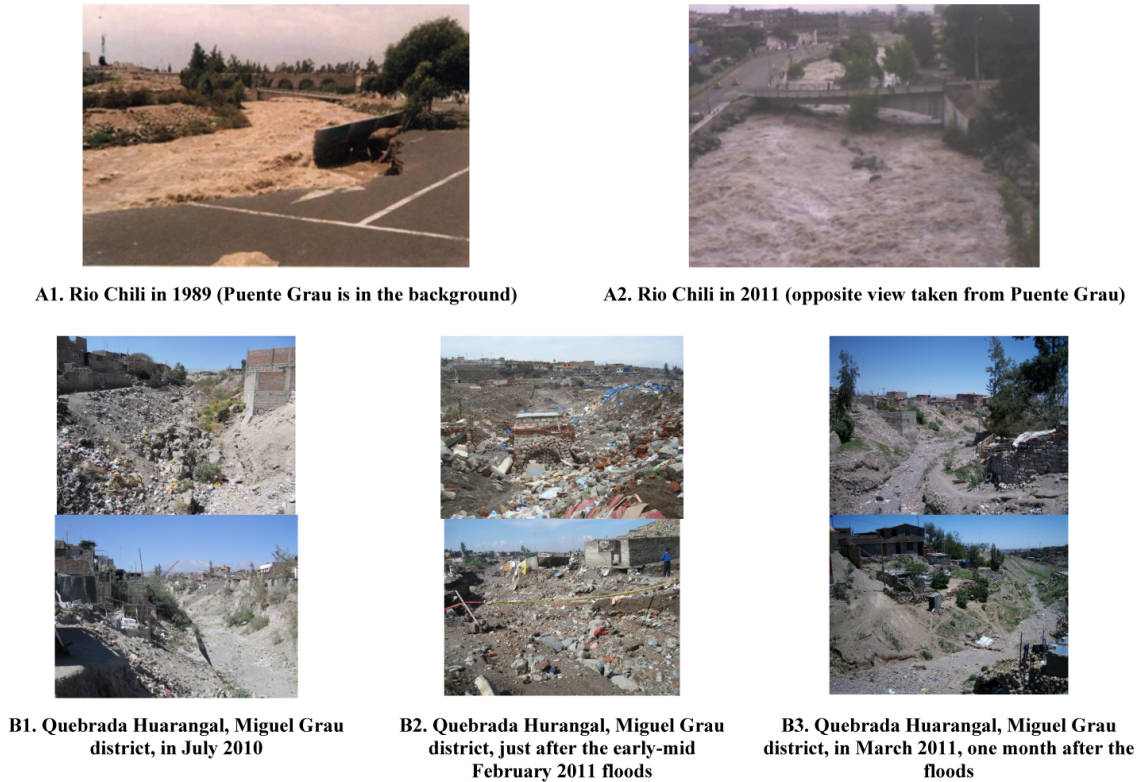 A1. Rio Chili in 1989 (Puente Grau is in the background)
A2. Rio Chili in 2011 (opposite view taken from Puente Grau)
B1. Quebrada Huarangal, Miguel Grau
district, in July 2010
B2. Quebrada Hurangal, Miguel Grau
district, just after the early-mid
February 2011 floods
B3. Quebrada Huarangal, Miguel Grau
district, in March 2011, one month after the
floods